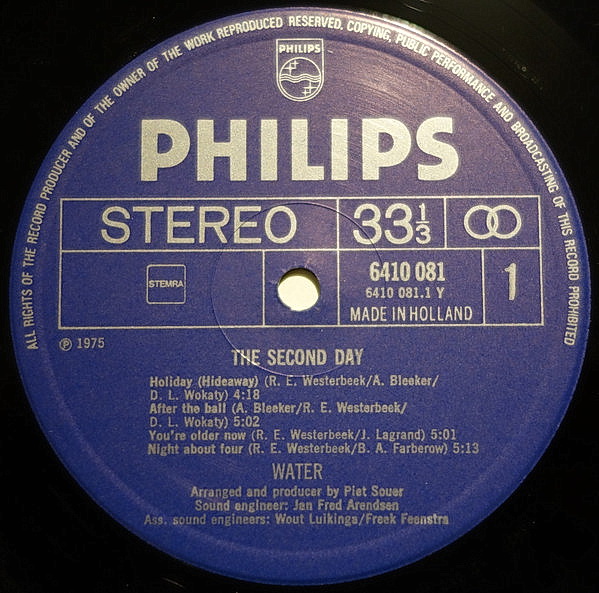 ALL RIGHTS OF THE RECORD PRODUCER AND OF THE OWNER OF THE WORK REPRODUCED RESERVED. COPYING, PUBLIC PERFORMANCE AND BROADCASTING OF THIS RECORD PROHIBITED
PHILIPS
PHILIPS
STEREO 33⅓
STEMRA
6410 081
6410 081.1 Y
MADE IN HOLLAND
1
℗ 1975
THE SECOND DAY
Holiday (Hideaway) (R. E. Westerbeek/A. Bleeker/
D. L. Wokaty) 4:18
After the ball (A. Bleeker/R. E. Westerbeek/
D. L. Wokaty) 5:02
You're older now (R. E. Westerbeek/J. Lagrand) 5:01
Night about four (R. E. Westerbeek/B. A. Farberow) 5:13
WATER
Arranged and producer by Piet Souer
Sound engineer: Jan Fred Arendsen
Ass. sound engineers: Wout Luikinga/Freek Feenstra